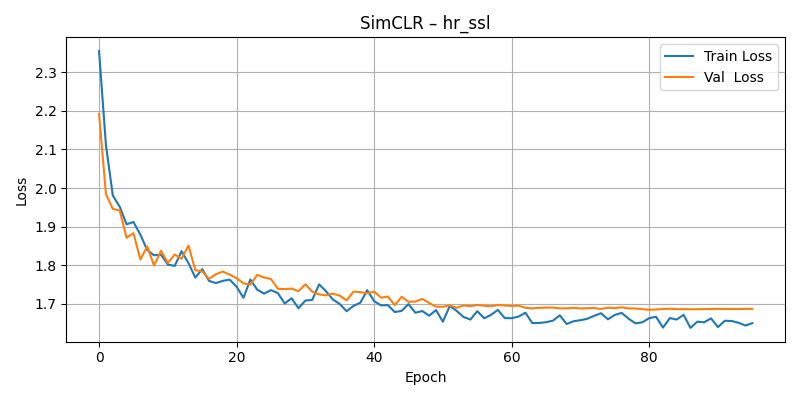 SimCLR – hr_ssl
Train Loss
Val  Loss
2.3
2.2
2.1
2.0
1.9
1.8
1.7
Loss
0 20 40 60 80
Epoch